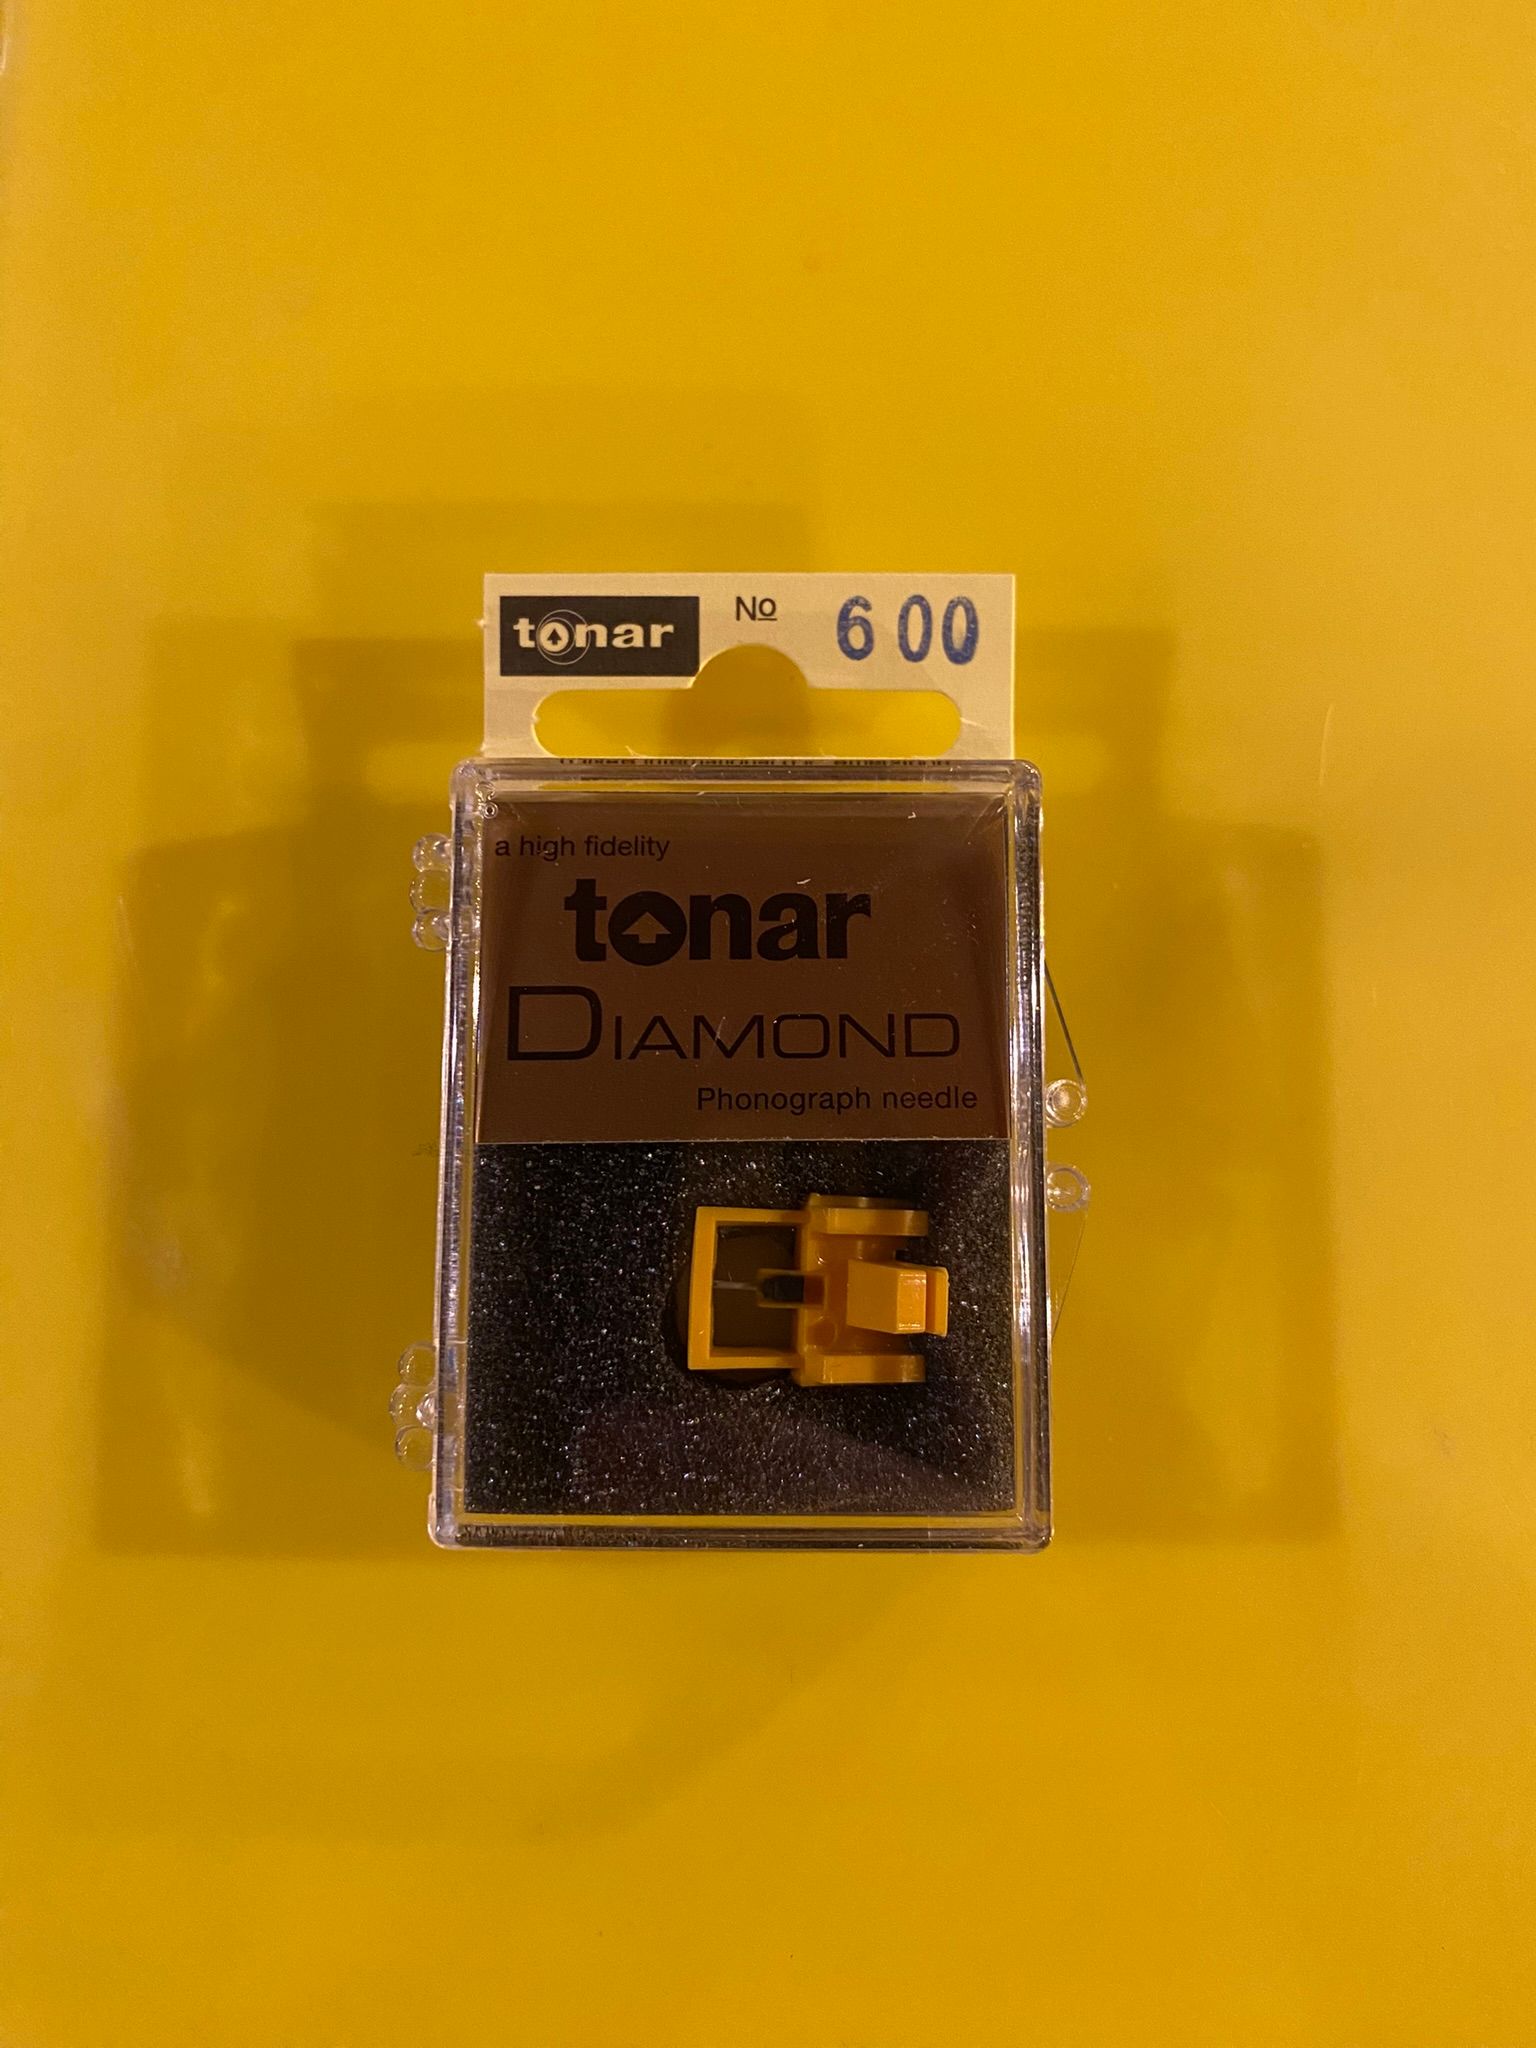 tonar No 600
a high fidelity
tonar
DIAMOND
Phonograph needle